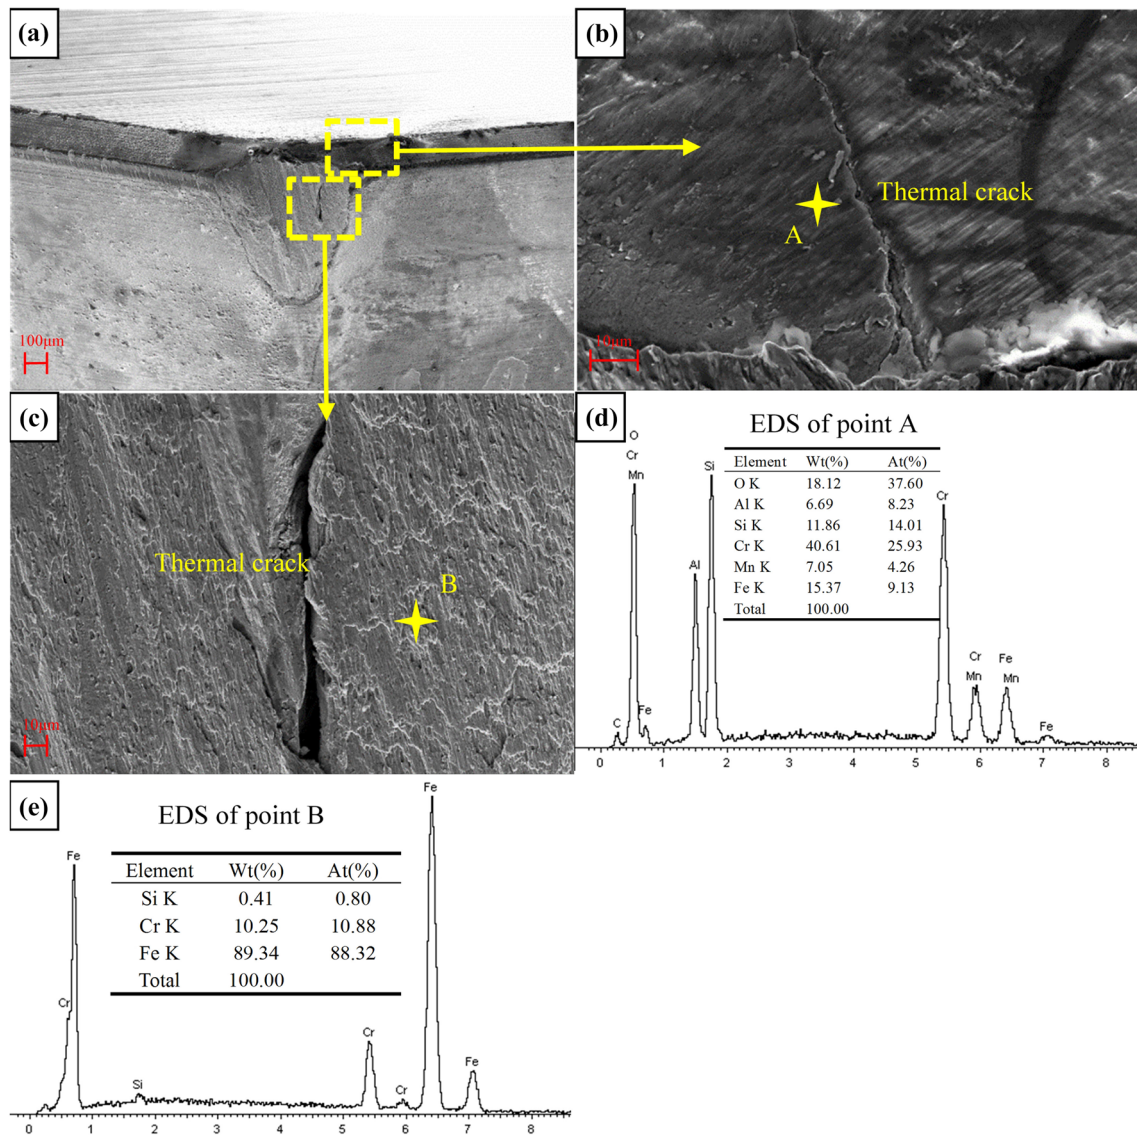 (a)
100μm
(b)
Thermal crack
A
10μm
(c)
Thermal crack
B
10μm
(d)
EDS of point A
Element Wt(%) At(%)
O K 18.12 37.60
Al K 6.69 8.23
Si K 11.86 14.01
Cr K 40.61 25.93
Mn K 7.05 4.26
Fe K 15.37 9.13
Total 100.00
O
Cr
Mn
Si
Al
C
Fe
Cr
Cr
Mn
Fe
Mn
Fe
0 1 2 3 4 5 6 7 8
(e)
EDS of point B
Element Wt(%) At(%)
Si K 0.41 0.80
Cr K 10.25 10.88
Fe K 89.34 88.32
Total 100.00
Fe
Cr
Si
Cr
Cr
Fe
Fe
0 1 2 3 4 5 6 7 8